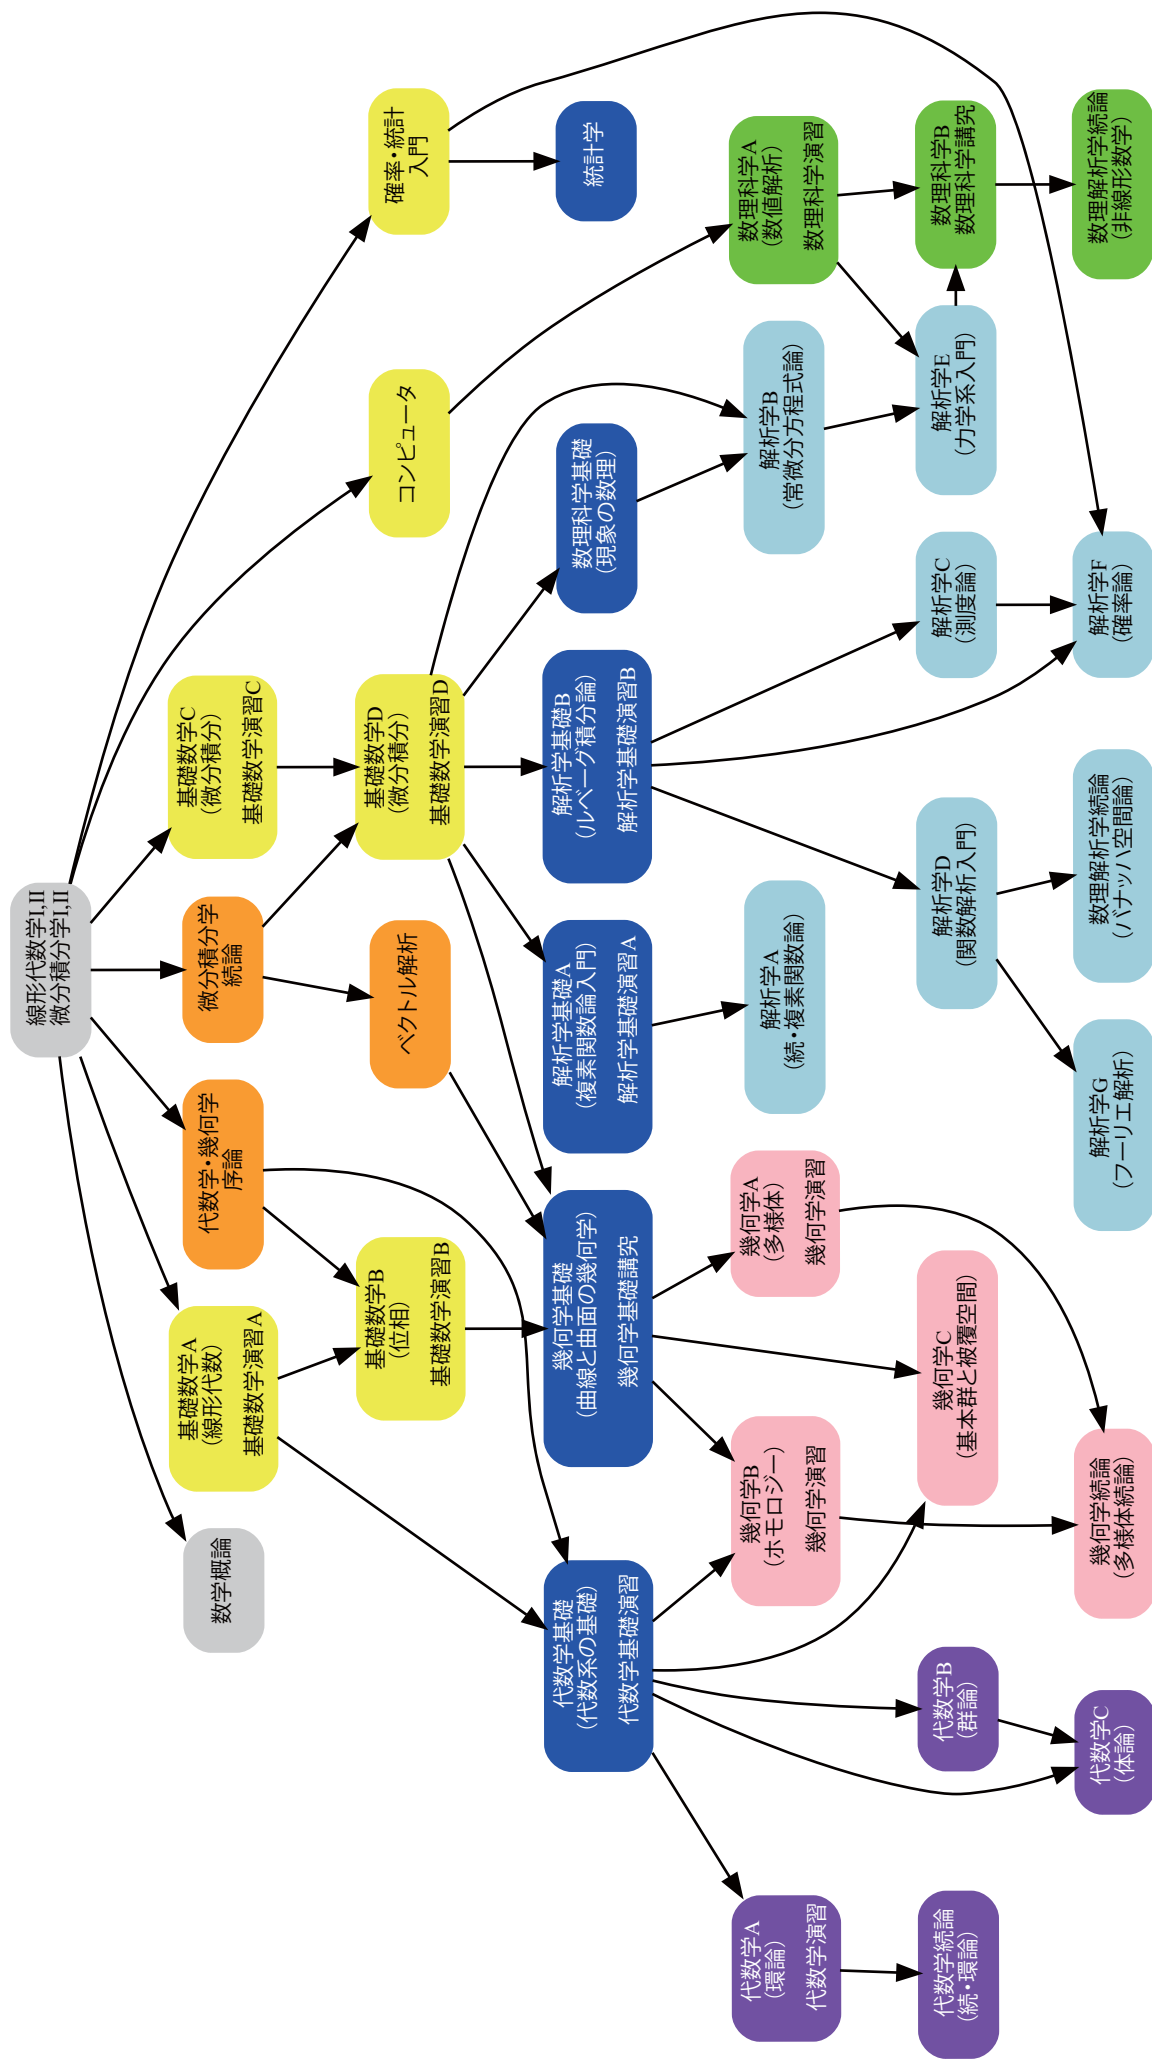 線形代数学I,II
微分積分学I,II
数学概論
基礎数学A
（線形代数）
基礎数学演習A
代数学・幾何学
序論
微分積分学
続論
基礎数学C
（微分積分）
基礎数学演習C
基礎数学B
（位相）
基礎数学演習B
ベクトル解析
基礎数学D
（微分積分）
基礎数学演習D
コンピュータ
確率・統計
入門
代数学基礎
（代数系の基礎）
代数学基礎演習
幾何学基礎
（曲線と曲面の幾何学）
幾何学基礎講究
解析学基礎A
（複素関数論入門）
解析学基礎演習A
解析学基礎B
（ルベーグ積分論）
解析学基礎演習B
数理科学基礎
（現象の数理）
統計学
代数学A
（環論）
代数学演習
幾何学B
（ホモロジー）
幾何学演習
幾何学A
（多様体）
幾何学演習
解析学A
（続・複素関数論）
解析学B
（常微分方程式論）
数理科学A
（数値解析）
数理科学演習
代数学続論
（続・環論）
代数学B
（群論）
幾何学C
（基本群と被覆空間）
解析学D
（関数解析入門）
解析学C
（測度論）
解析学E
（力学系入門）
数理科学B
数理科学講究
代数学C
（体論）
幾何学続論
（多様体続論）
解析学G
（フーリエ解析）
数理解析学続論
（バナッハ空間論）
解析学F
（確率論）
数理解析学続論
（非線形数学）